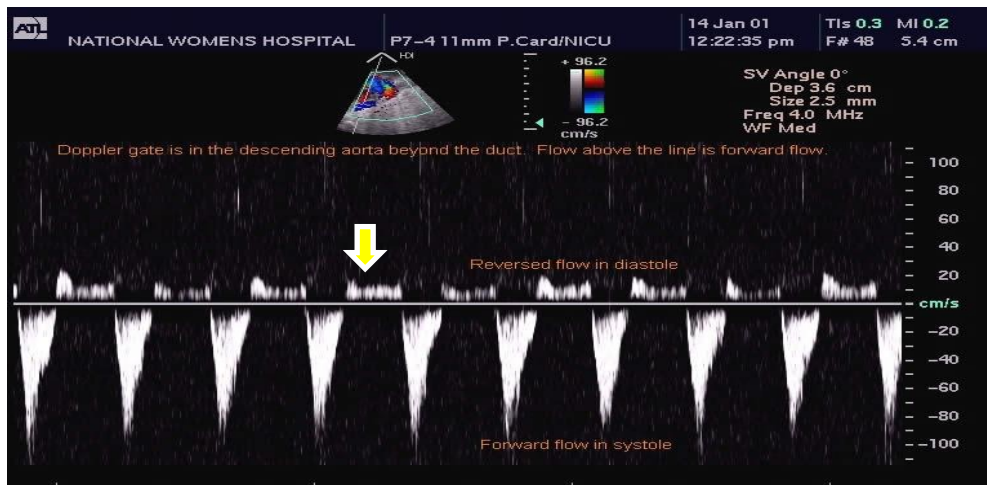 ATL
NATIONAL WOMENS HOSPITAL
P7-4 11mm P.Card/NICU
14 Jan 01
12:22:35 pm
TIs 0.3 MI 0.2
F# 48 5.4 cm
HDI
+ 96.2
- 96.2
cm/s
SV Angle 0°
Dep 3.6 cm
Size 2.5 mm
Freq 4.0 MHz
WF Med
Doppler gate is in the descending aorta beyond the duct. Flow above the line is forward flow.
100
80
60
40
Reversed flow in diastole
20
cm/s
-20
-40
-60
-80
Forward flow in systole
-100